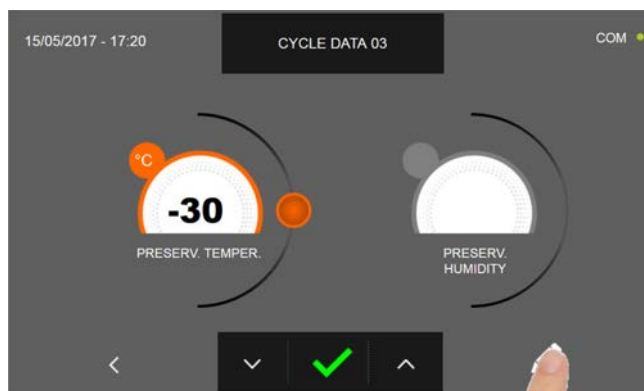 15/05/2017 - 17:20
CYCLE DATA 03
COM
°C
-30
PRESERV. TEMPER.
PRESERV.
HUMIDITY